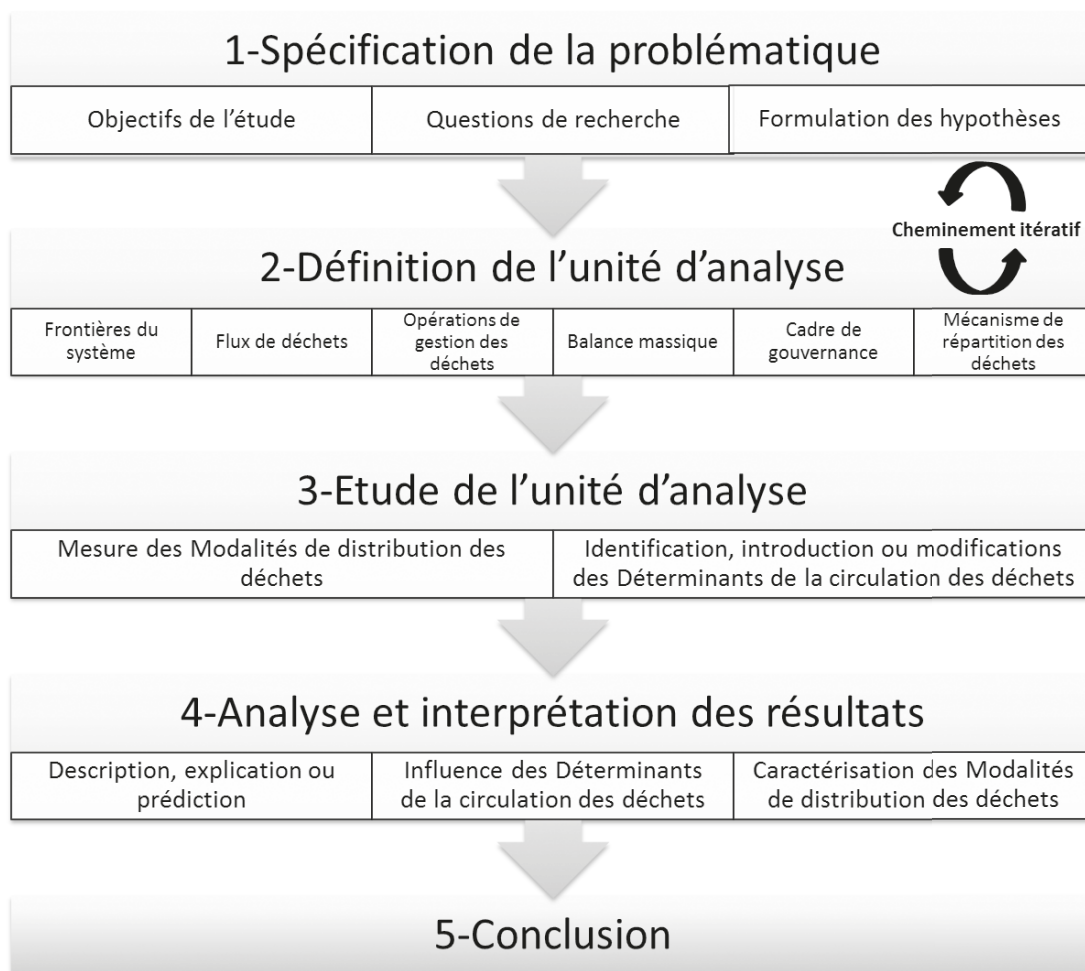 1-Spécification de la problématique
Objectifs de l'étude
Questions de recherche
Formulation des hypothèses
Cheminement itératif
2-Définition de l'unité d'analyse
Frontières du
système
Flux de déchets
Opérations de
gestion des
déchets
Balance massique
Cadre de
gouvernance
Mécanisme de
répartition des
déchets
3-Etude de l'unité d'analyse
Mesure des Modalités de distribution des
déchets
Identification, introduction ou modifications
des Déterminants de la circulation des déchets
4-Analyse et interprétation des résultats
Description, explication ou
prédiction
Influence des Déterminants
de la circulation des déchets
Caractérisation des Modalités
de distribution des déchets
5-Conclusion